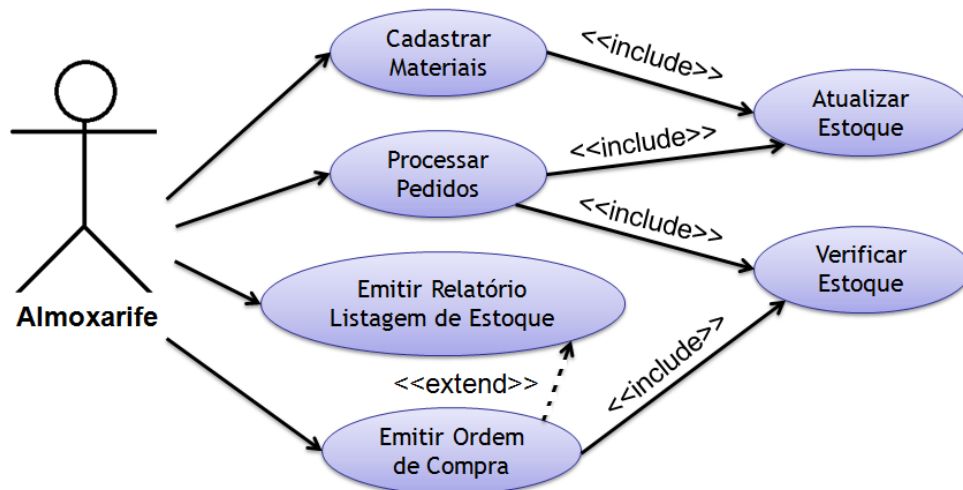 Cadastrar
Materiais
<<include>>
Atualizar
Estoque
Processar
Pedidos
<<include>>
<<include>>
Verificar
Estoque
Almoxarife
Emitir Relatório
Listagem de Estoque
<<extend>>
<<include>>
Emitir Ordem
de Compra